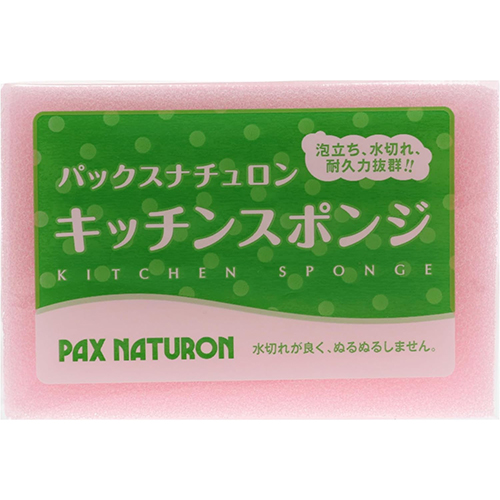 泡立ち、水切れ、
耐久力抜群!!
パックスナチュロン
キッチンスポンジ
KITCHEN SPONGE
PAX NATURON
水切れが良く、ぬるぬるしません。